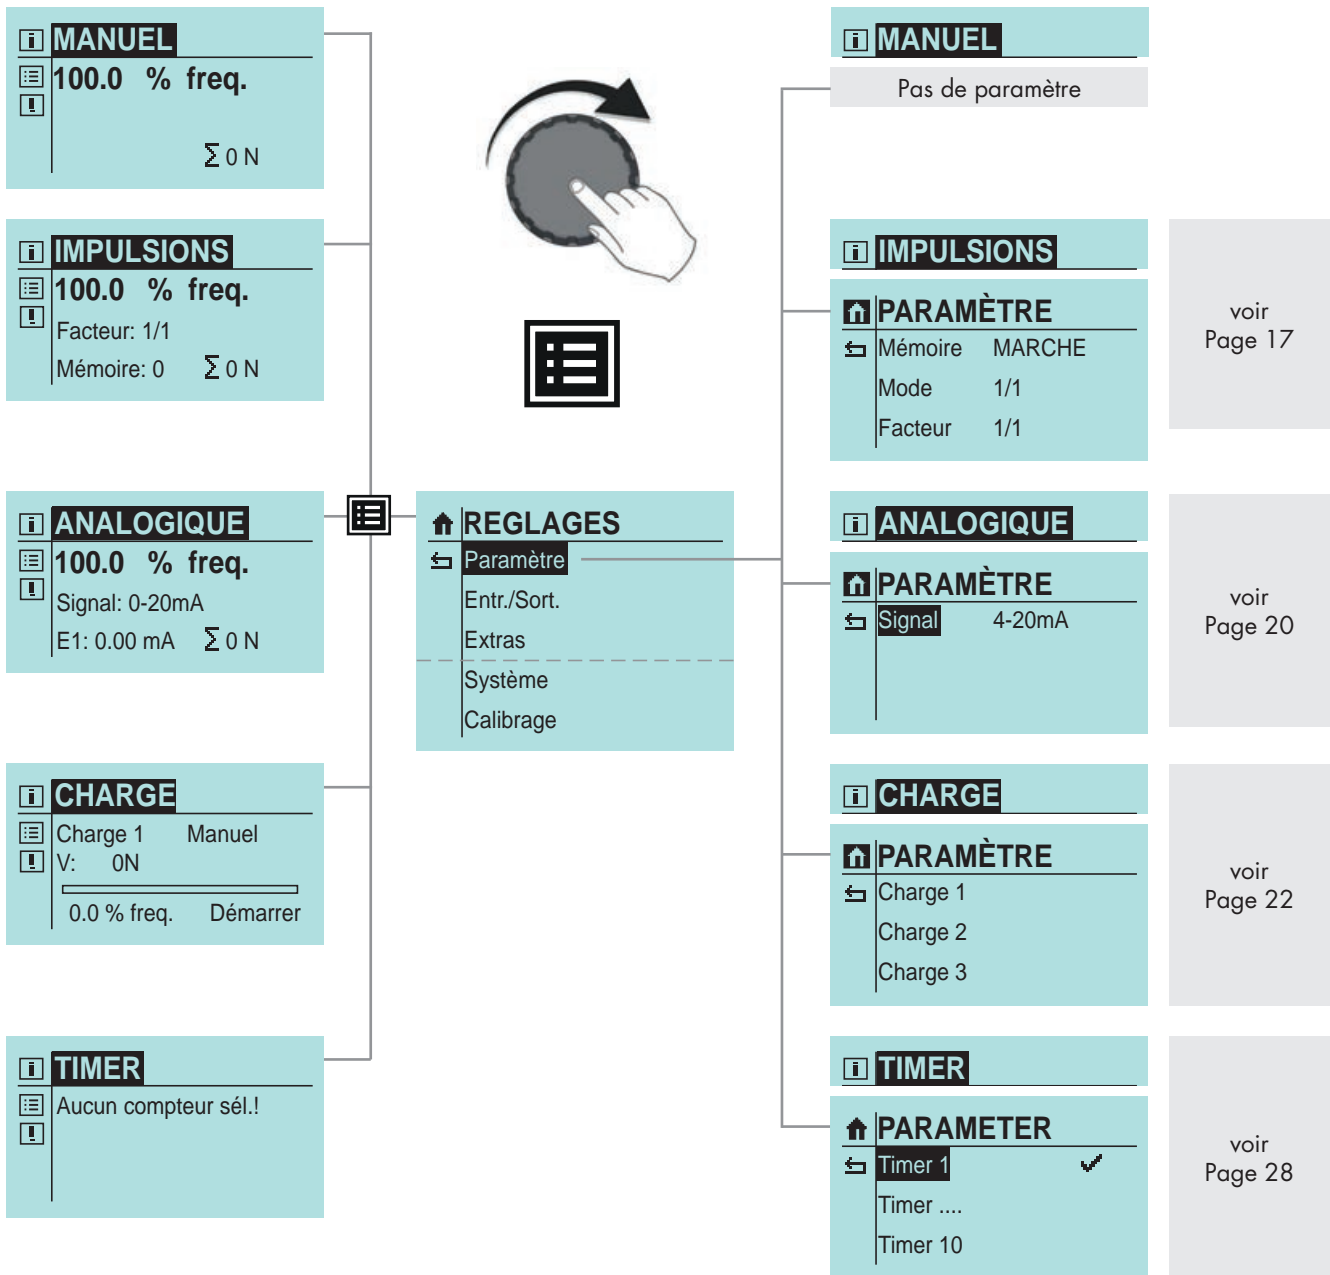 MANUEL
100.0 % freq.
Σ 0 N
IMPULSIONS
100.0 % freq.
Facteur: 1/1
Mémoire: 0 Σ 0 N
ANALOGIQUE
100.0 % freq.
Signal: 0-20mA
E1: 0.00 mA Σ 0 N
CHARGE
Charge 1 Manuel
V: 0N
0.0 % freq. Démarrer
TIMER
Aucun compteur sél.!
REGLAGES
Paramètre
Entr./Sort.
Extras
Système
Calibrage
MANUEL
Pas de paramètre
IMPULSIONS
PARAMÈTRE
Mémoire MARCHE
Mode 1/1
Facteur 1/1
voir
Page 17
ANALOGIQUE
PARAMÈTRE
Signal 4-20mA
voir
Page 20
CHARGE
PARAMÈTRE
Charge 1
Charge 2
Charge 3
voir
Page 22
TIMER
PARAMETER
Timer 1
Timer ....
Timer 10
voir
Page 28